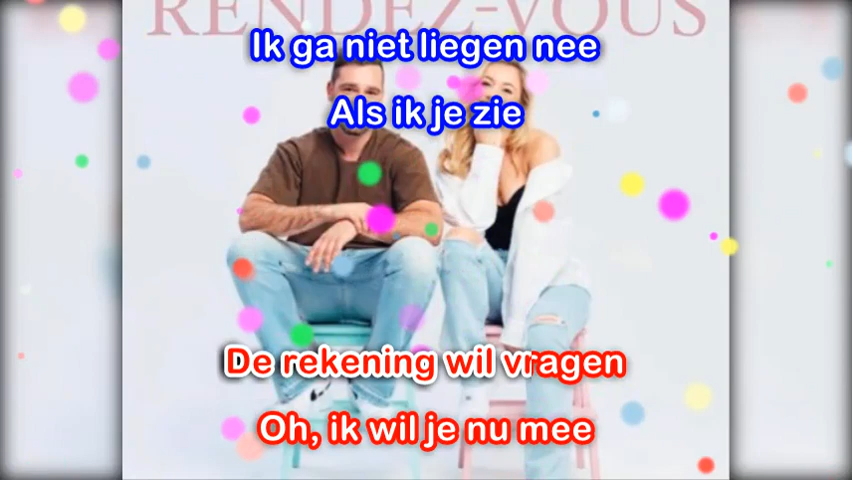 RENDEZ-VOUS
Ik ga niet liegen nee
Als ik je zie
De rekening wil vragen
Oh, ik wil je nu mee